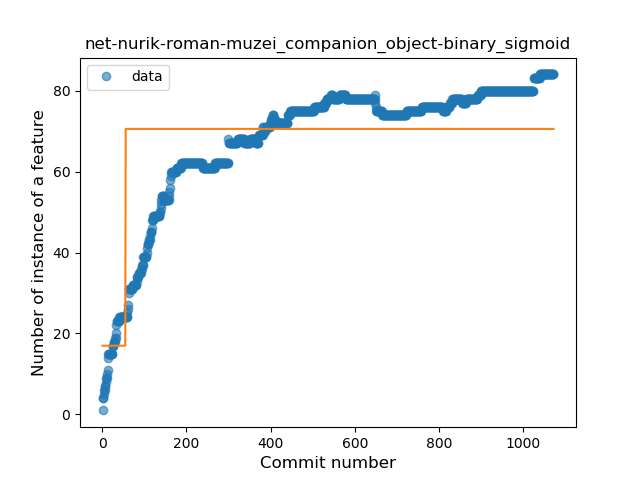 net-nurik-roman-muzei_companion_object-binary_sigmoid
data
Number of instance of a feature
80
60
40
20
0
0 200 400 600 800 1000
Commit number